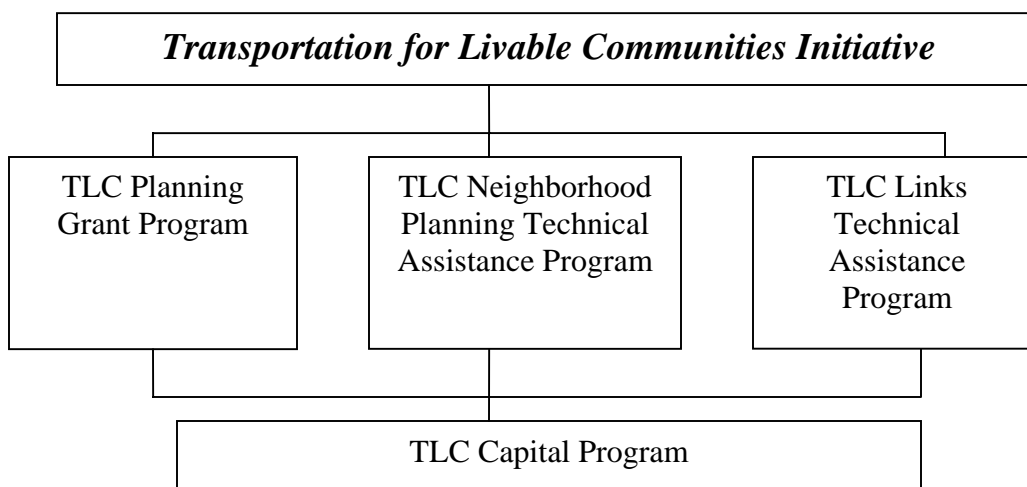 Transportation for Livable Communities Initiative
TLC Planning
Grant Program
TLC Neighborhood
Planning Technical
Assistance Program
TLC Links
Technical
Assistance
Program
TLC Capital Program